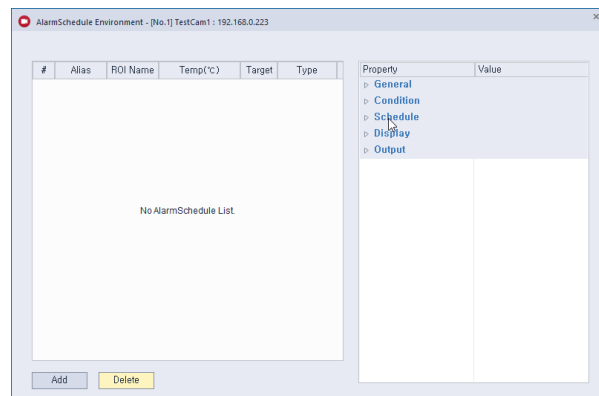 AlarmSchedule Environment - [No.1] TestCam1 : 192.168.0.223
# Alias ROI Name Temp(℃) Target Type
No AlarmSchedule List.
Add Delete
Property Value
General
Condition
Schedule
Display
Output